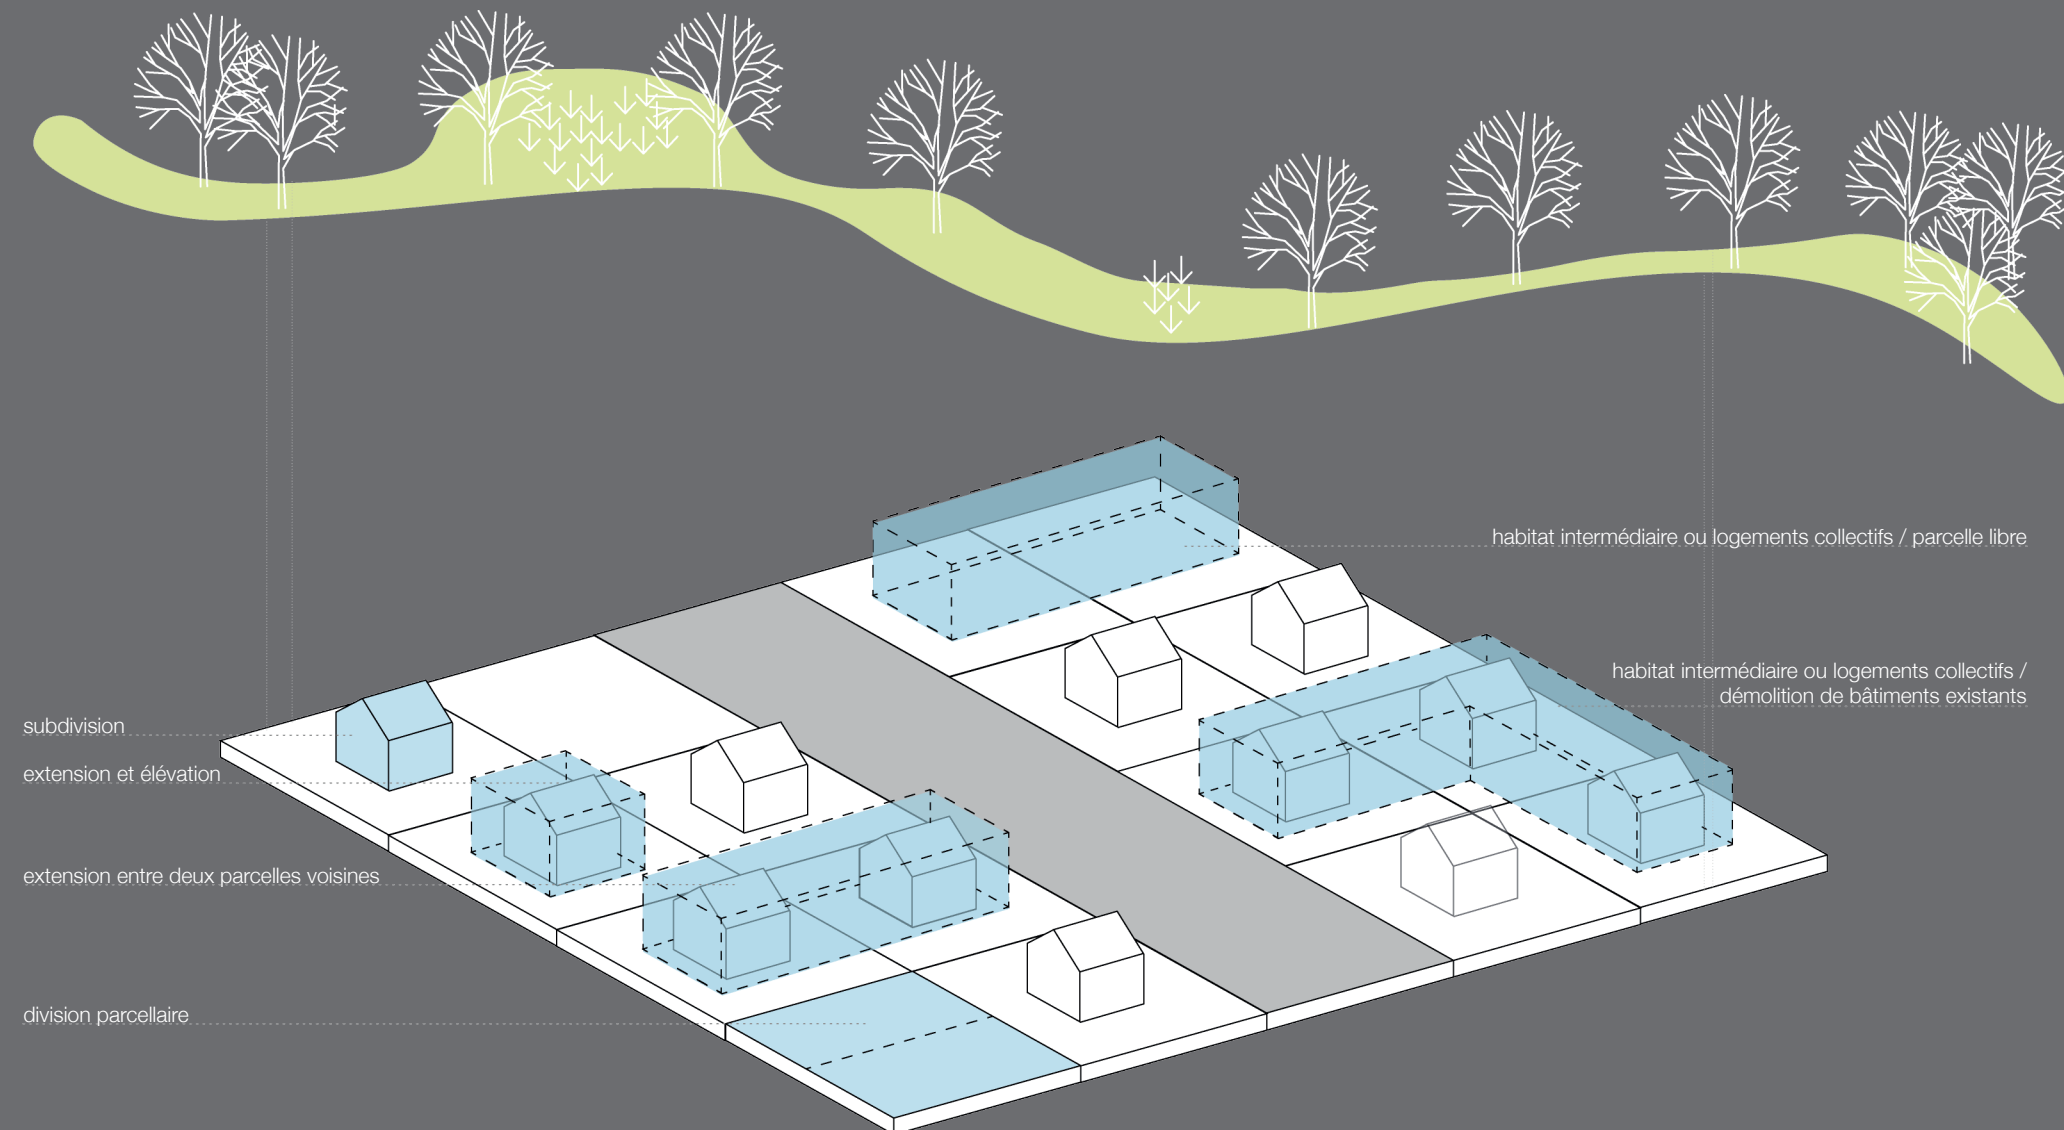 habitat intermédiaire ou logements collectifs / parcelle libre
habitat intermédiaire ou logements collectifs /
démolition de bâtiments existants
subdivision
extension et élévation
extension entre deux parcelles voisines
division parcellaire